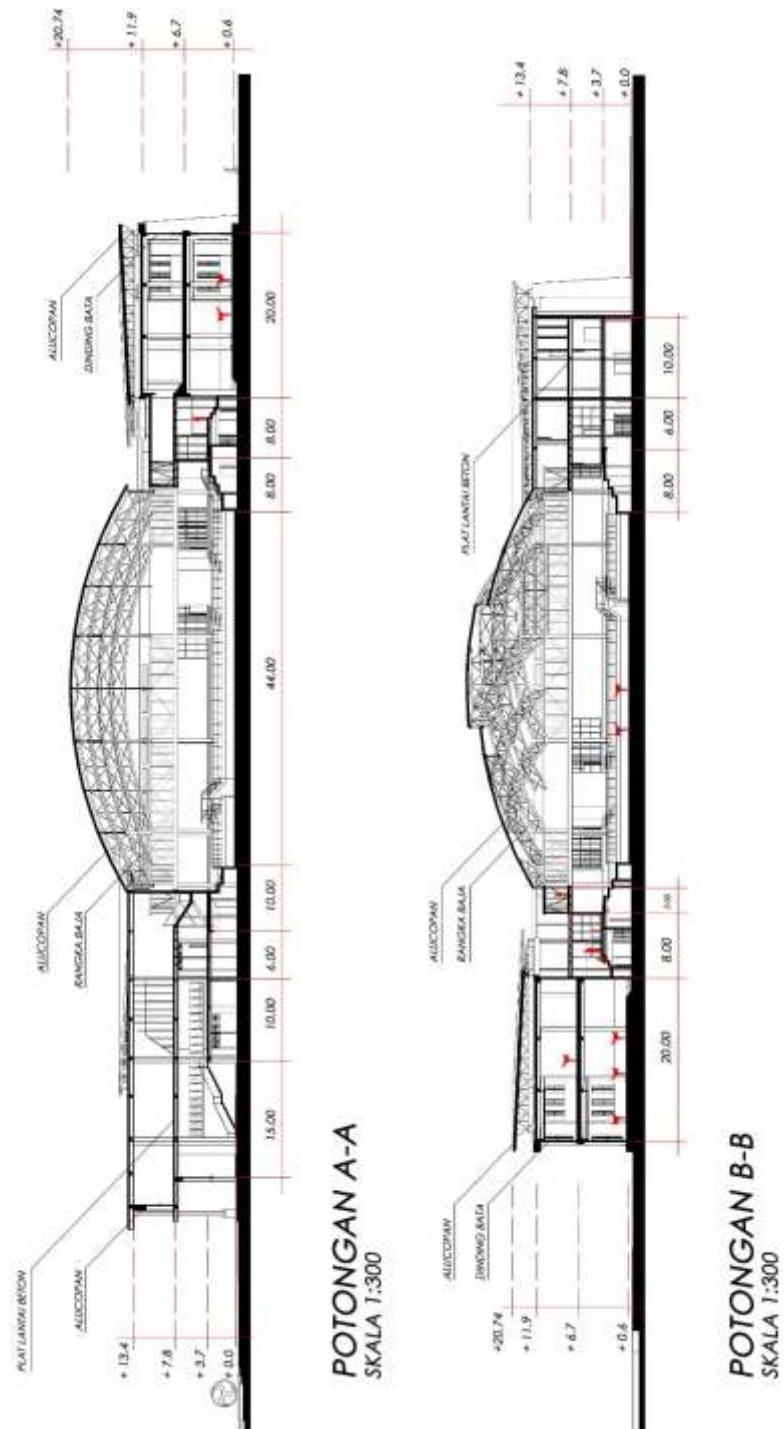 PLAT LANTAI BETON
ALUCOPAN
ALUCOPAN
RANGKA BAJA
ALUCOPAN
DINDING BATA
+ 13.4
+ 7.8
+ 3.7
+ 0.0
15.00
10.00
6.00
10.00
44.00
8.00
8.00
20.00
+20.74
+ 11.9
+ 6.7
+ 0.6
POTONGAN A-A
SKALA 1:300
ALUCOPAN
DINDING BATA
ALUCOPAN
RANGKA BAJA
PLAT LANTAI BETON
+20.74
+ 11.9
+ 6.7
+ 0.6
20.00
8.00
8.00
6.00
10.00
+ 13.4
+ 7.8
+ 3.7
+ 0.0
POTONGAN B-B
SKALA 1:300